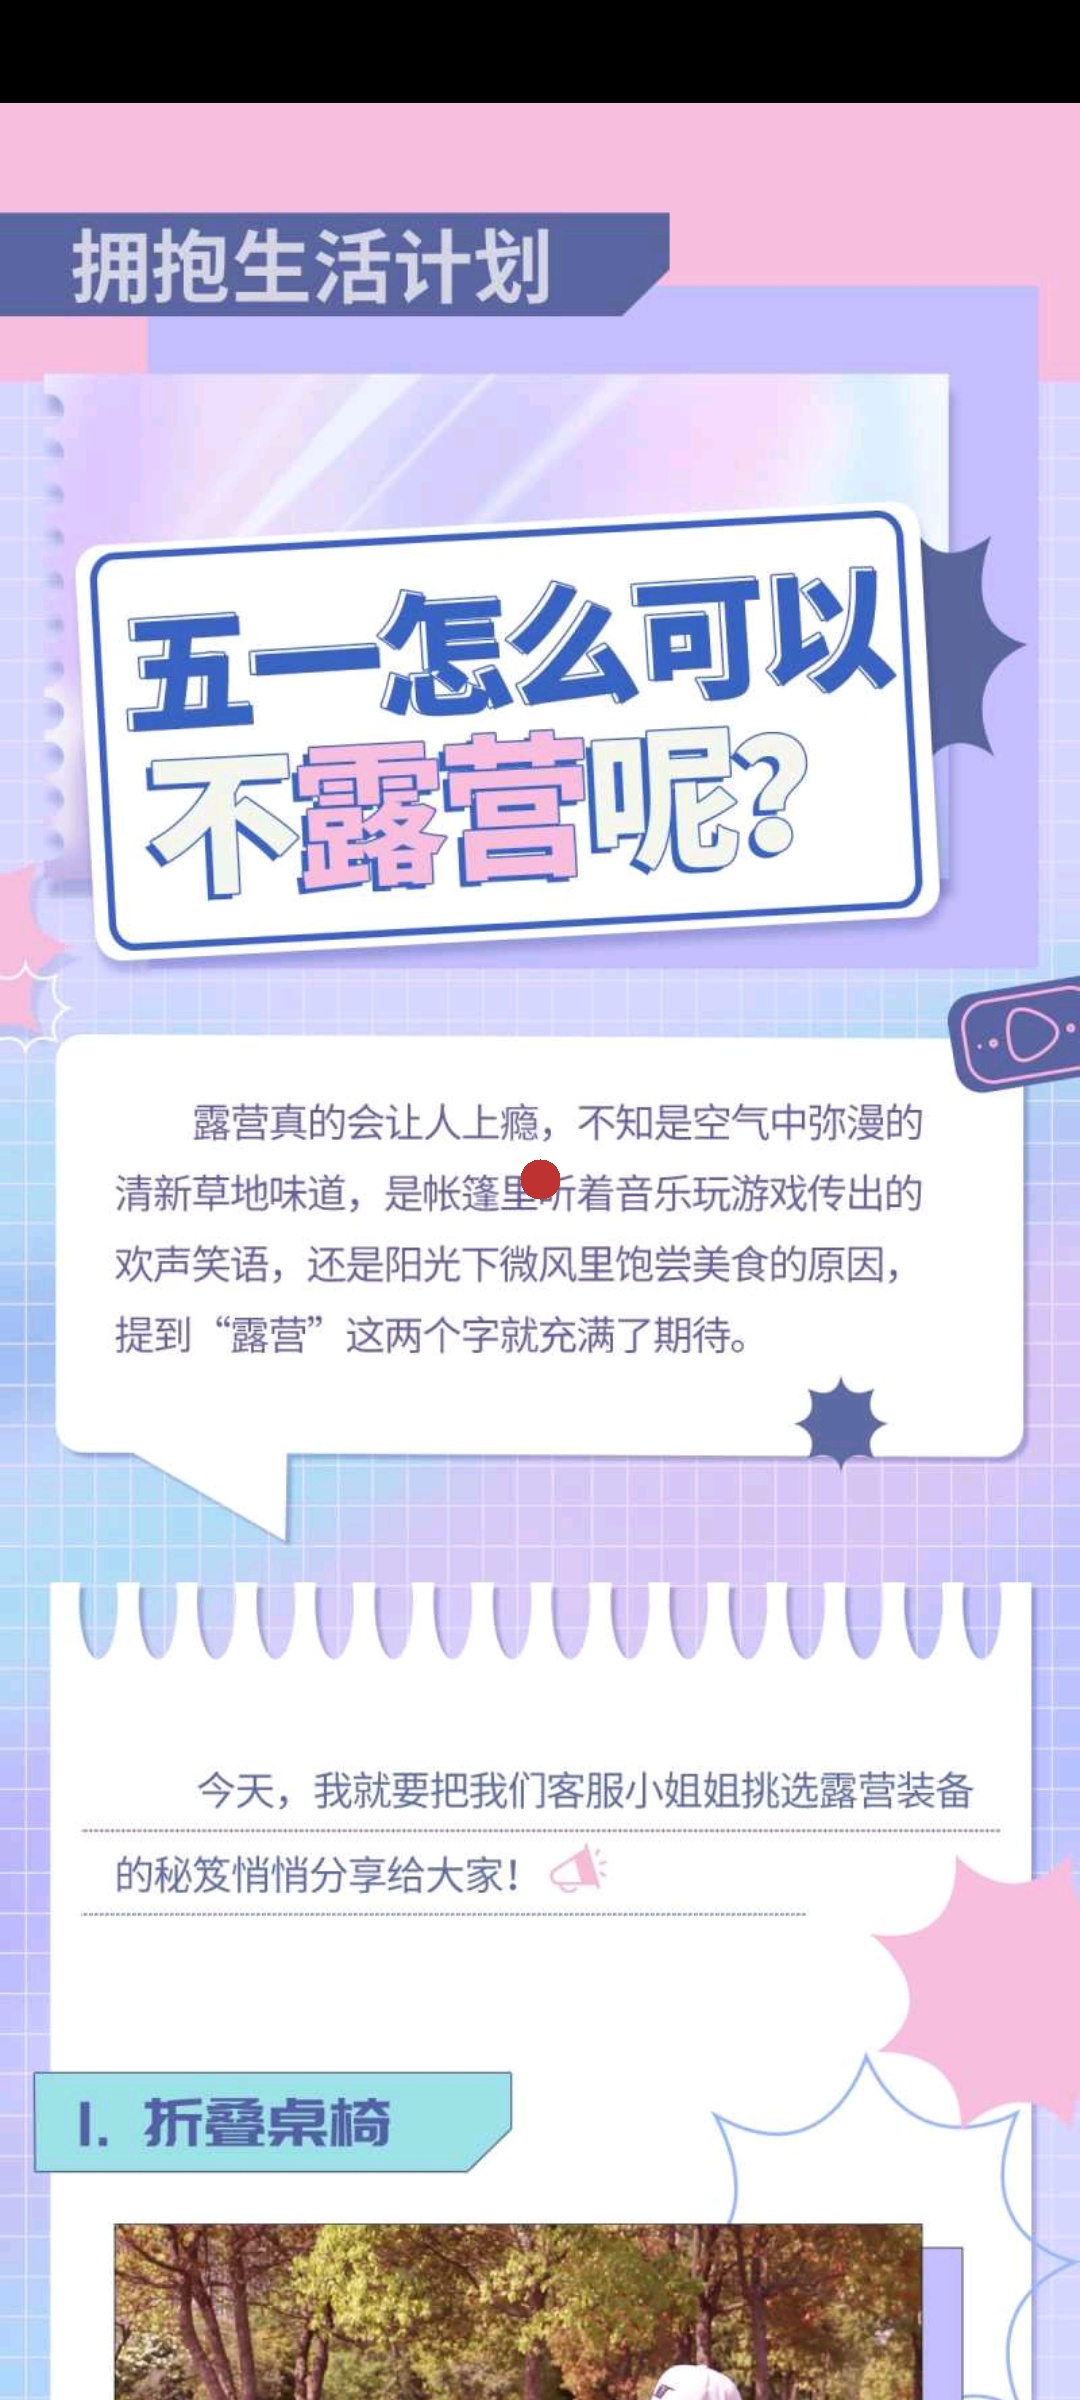 拥抱生活计划
五一怎么可以
不露营呢?
露营真的会让人上瘾，不知是空气中弥漫的
清新草地味道，是帐篷里听着音乐玩游戏传出的
欢声笑语，还是阳光下微风里饱尝美食的原因，
提到“露营”这两个字就充满了期待。
今天，我就要把我们客服小姐姐挑选露营装备
的秘笈悄悄分享给大家！
1. 折叠桌椅